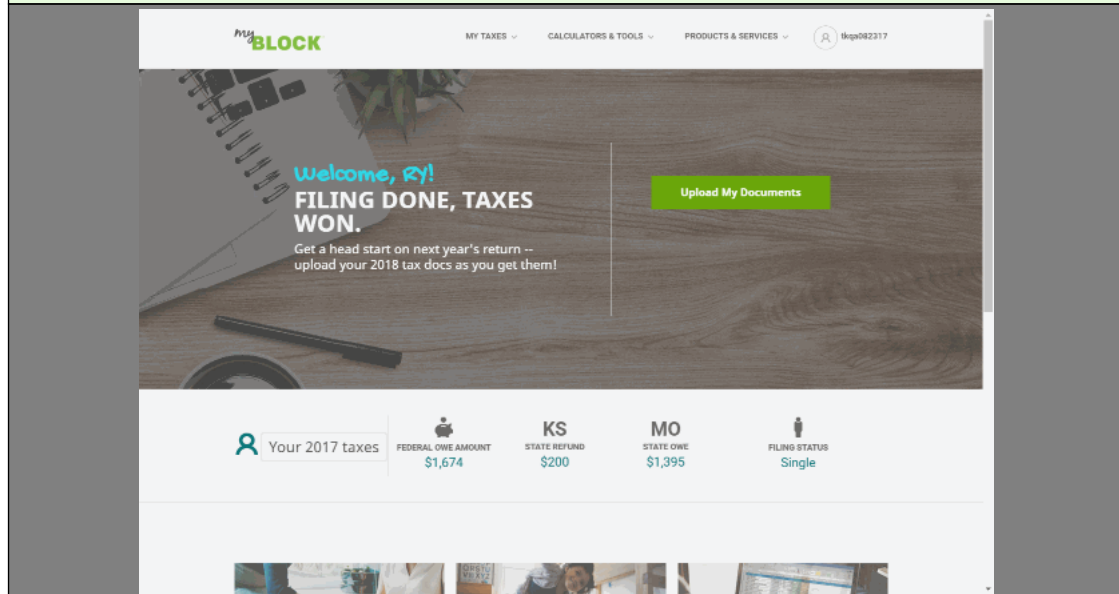 my BLOCK
MY TAXES
CALCULATORS & TOOLS
PRODUCTS & SERVICES
tkqa082317
Welcome, RY!
FILING DONE, TAXES
WON.
Get a head start on next year's return --
upload your 2018 tax docs as you get them!
Upload My Documents
Your 2017 taxes
FEDERAL OWE AMOUNT
$1,674
KS
STATE REFUND
$200
MO
STATE OWE
$1,395
FILING STATUS
Single